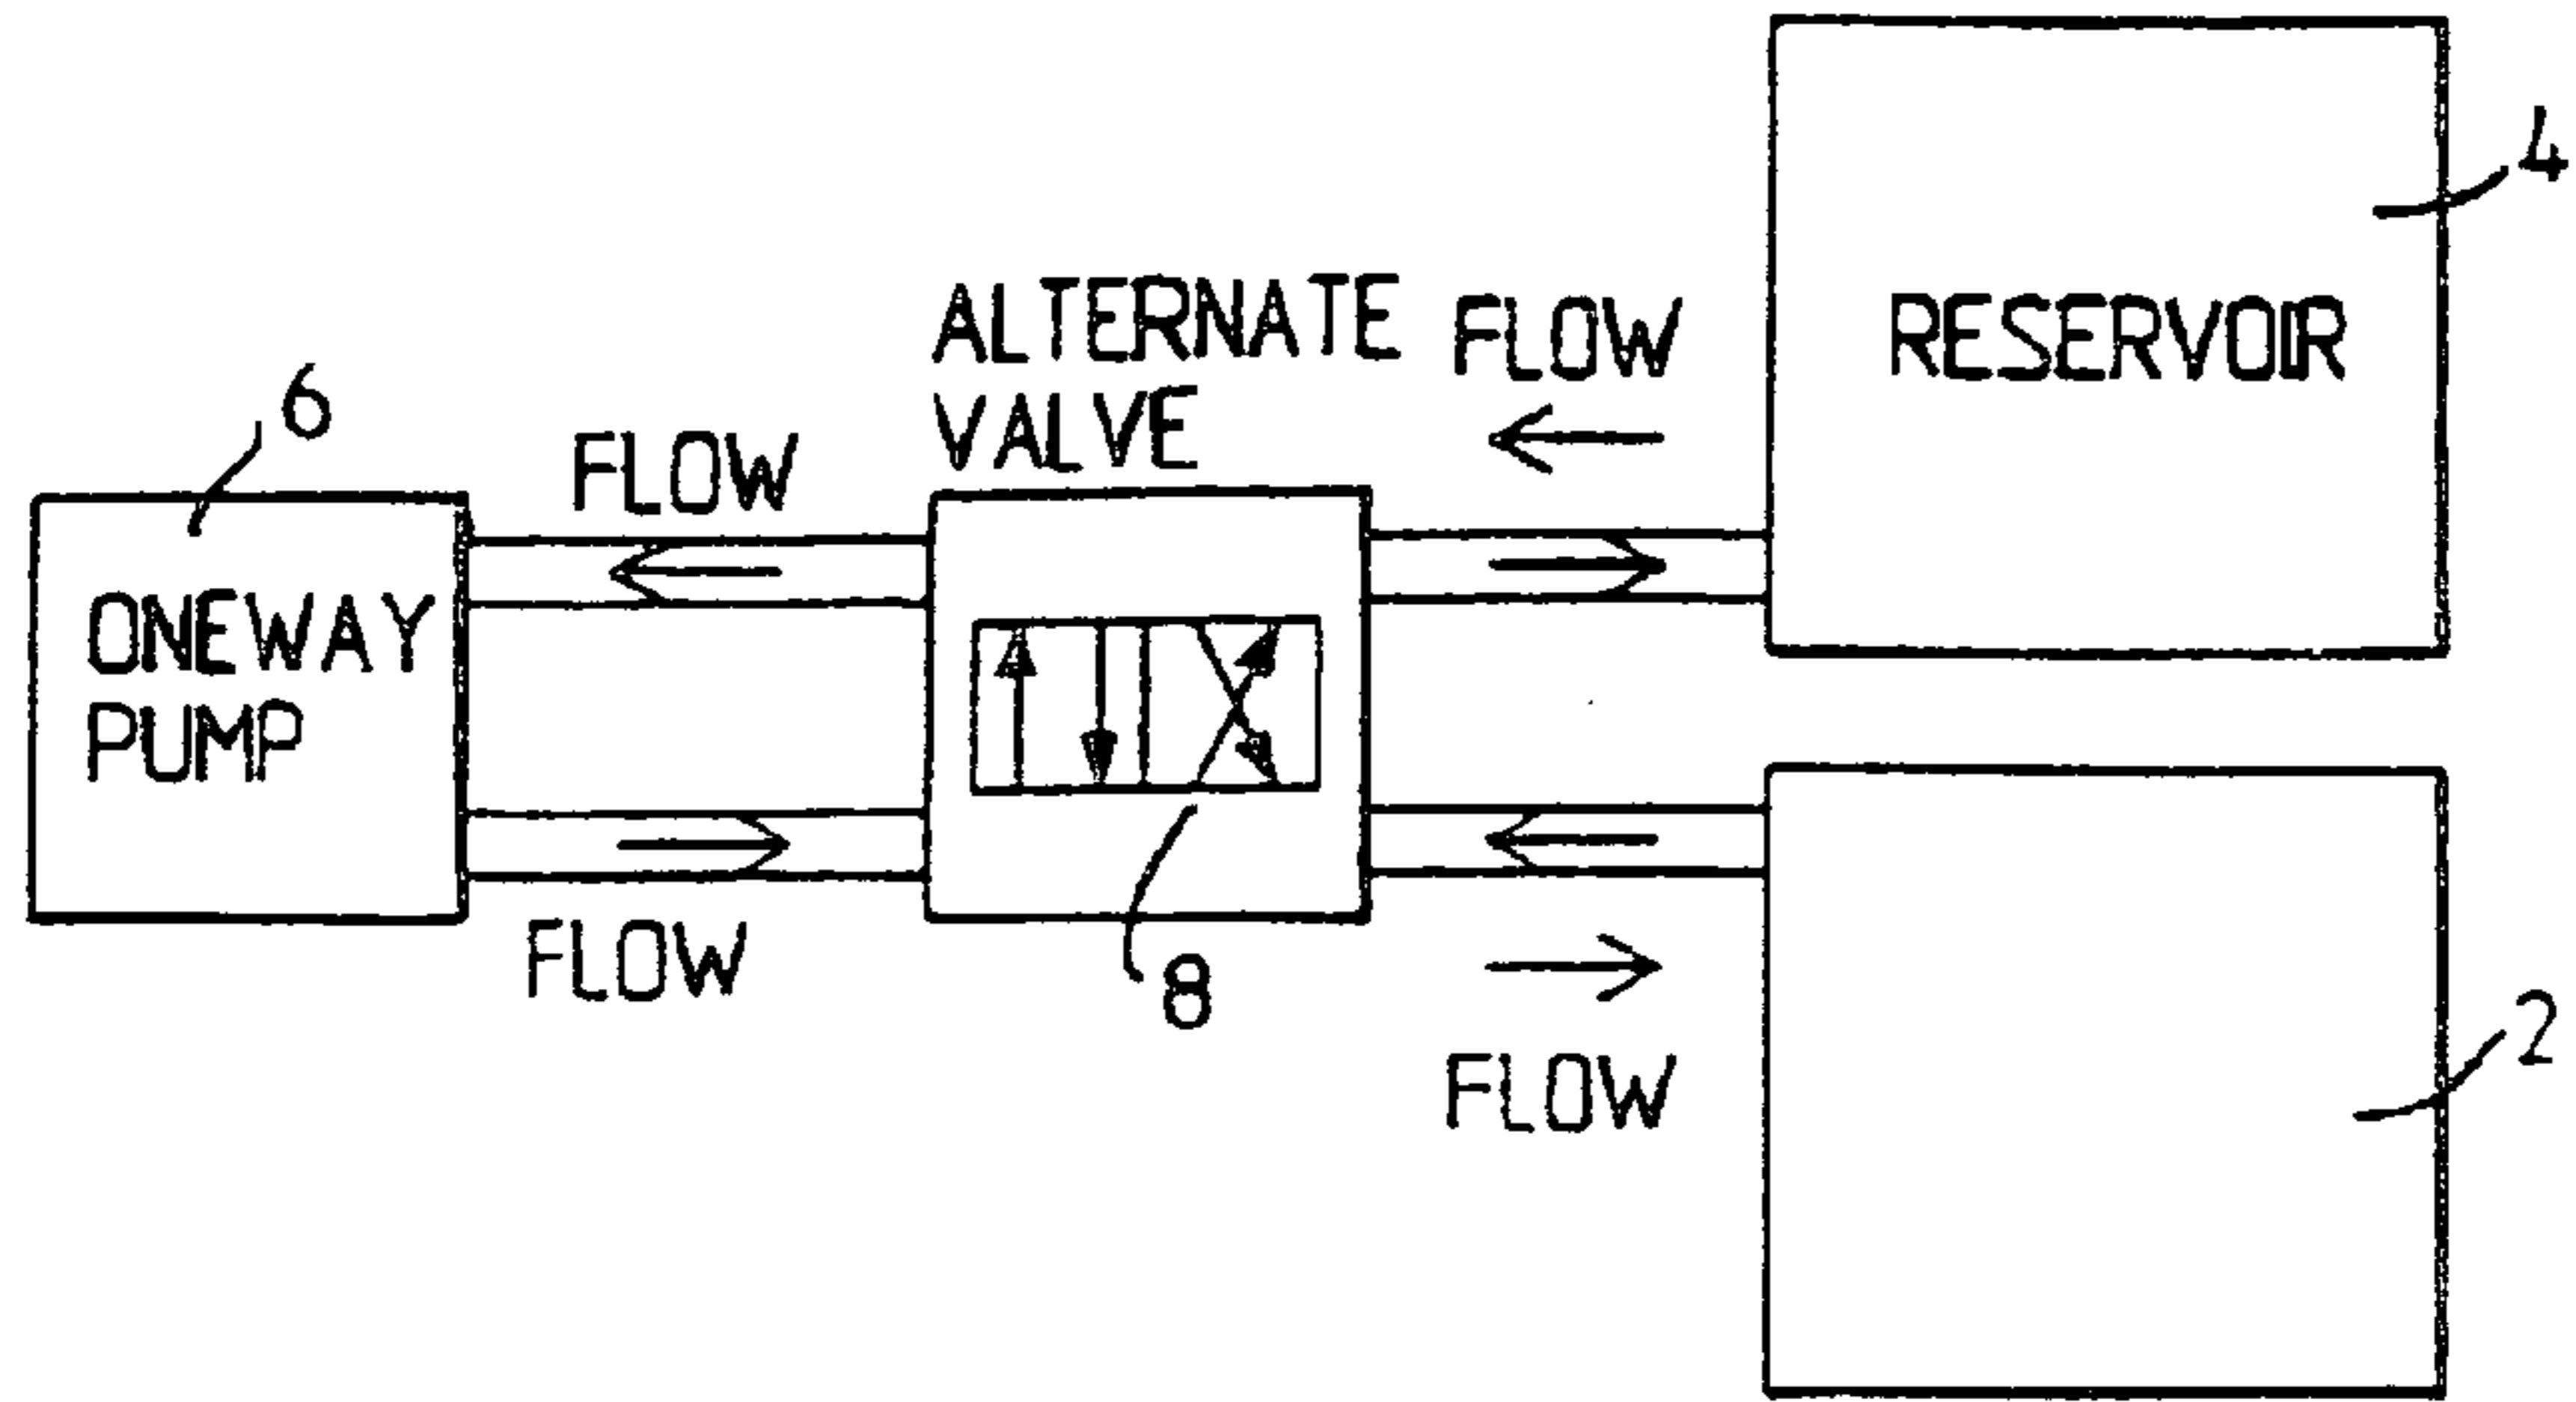 4
RESERVOIR
ALTERNATE
VALVE
FLOW
6
FLOW
ONEWAY
PUMP
FLOW
8
FLOW
2